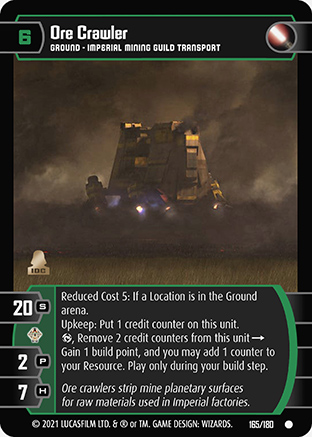 6 Ore Crawler
GROUND - IMPERIAL MINING GUILD TRANSPORT
IDC
20 S
2 P
7 H
Reduced Cost 5: If a Location is in the Ground
arena.
Upkeep: Put 1 credit counter on this unit.
, Remove 2 credit counters from this unit →
Gain 1 build point, and you may add 1 counter to
your Resource. Play only during your build step.
Ore crawlers strip mine planetary surfaces
for raw materials used in Imperial factories.
© 2021 LUCASFILM LTD. & ® or TM. GAME DESIGN: WIZARDS. 165/180